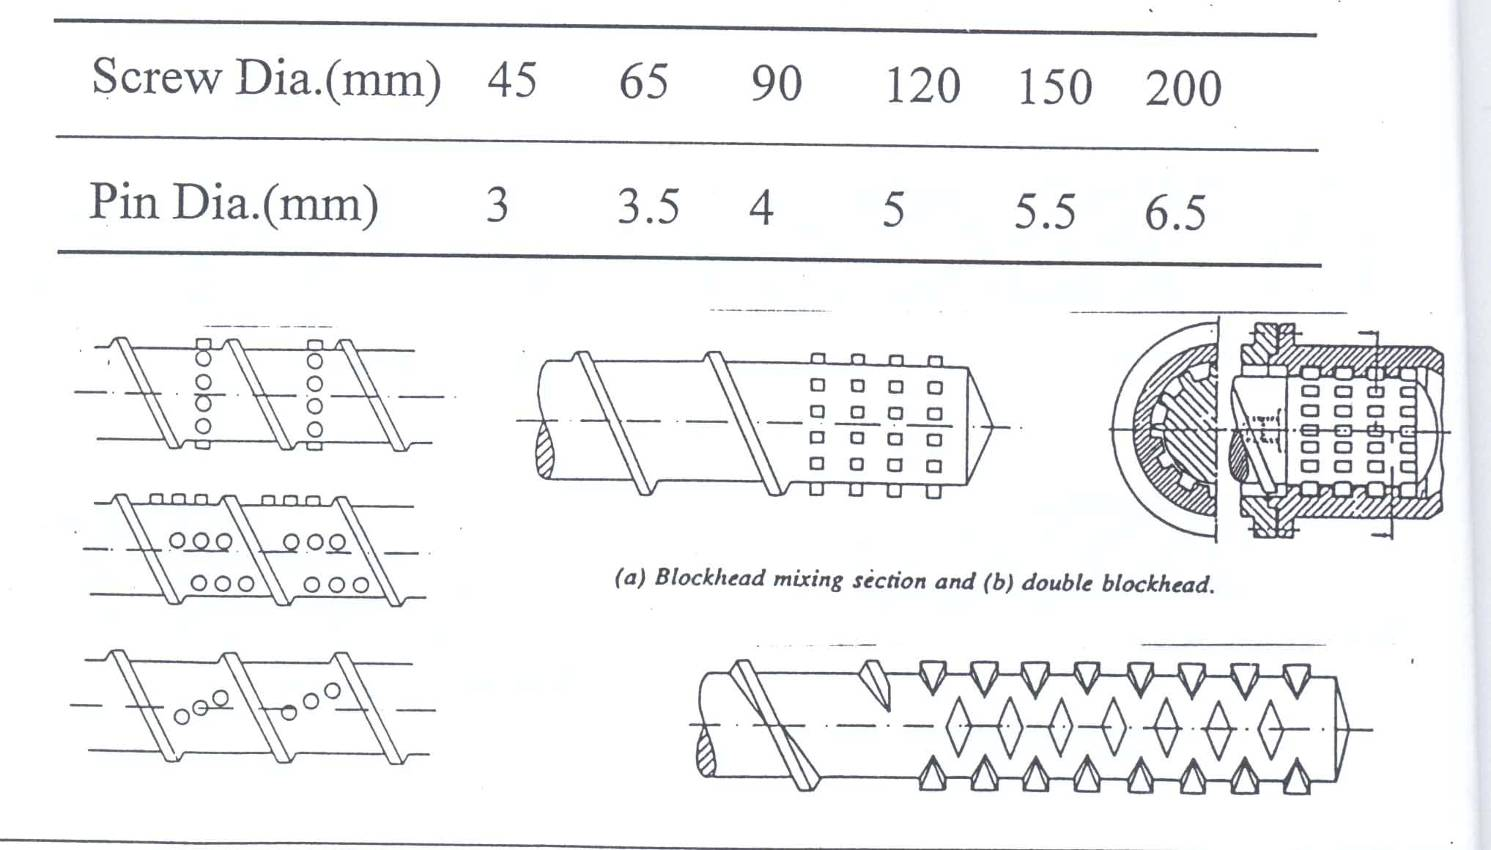 Screw Dia.(mm) 45 65 90 120 150 200
Pin Dia.(mm) 3 3.5 4 5 5.5 6.5
(a) Blockhead mixing section and (b) double blockhead.